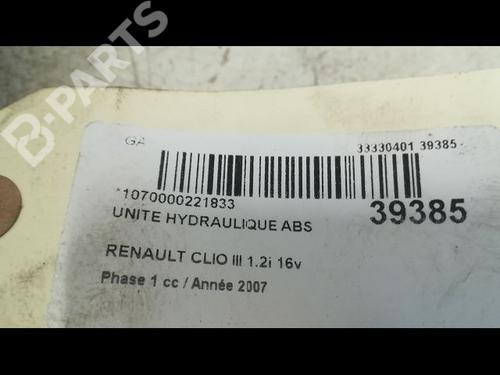 B-PARTS
GA
33330401 39385
*1070000221833
39385
UNITE HYDRAULIQUE ABS
RENAULT CLIO III 1.2i 16v
Phase 1 cc / Année 2007